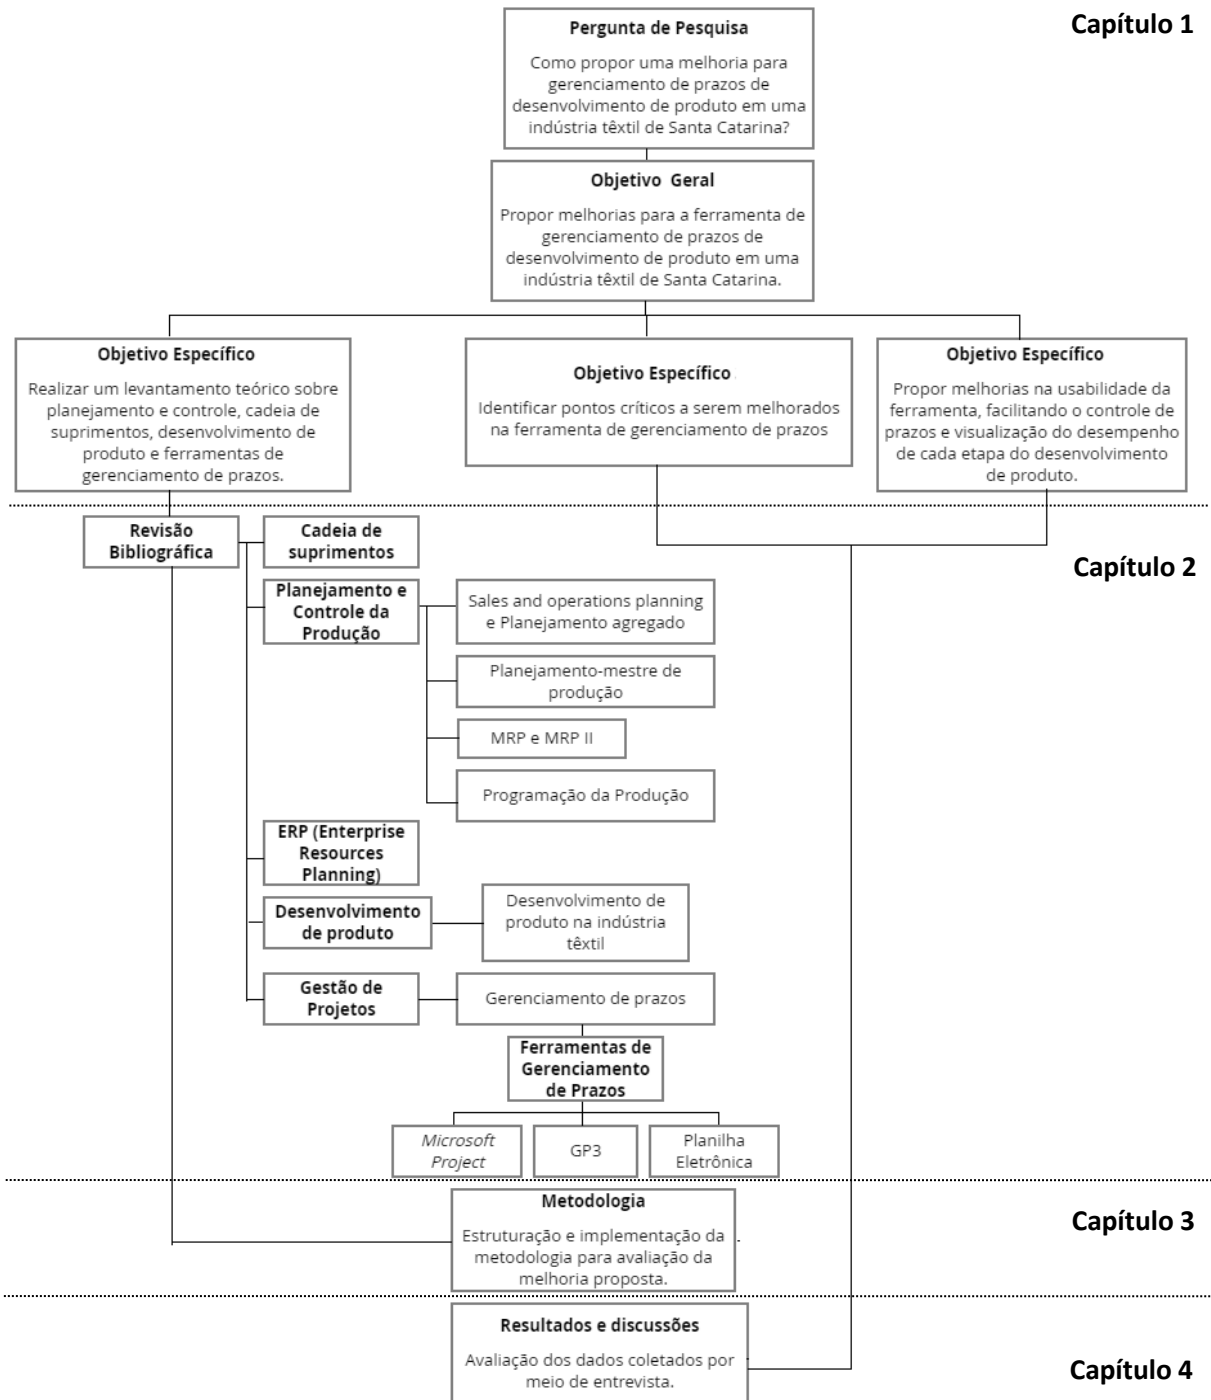 Capítulo 1
Pergunta de Pesquisa
Como propor uma melhoria para
gerenciamento de prazos de
desenvolvimento de produto em uma
indústria têxtil de Santa Catarina?
Objetivo Geral
Propor melhorias para a ferramenta de
gerenciamento de prazos de
desenvolvimento de produto em uma
indústria têxtil de Santa Catarina.
Objetivo Específico
Realizar um levantamento teórico sobre
planejamento e controle, cadeia de
suprimentos, desenvolvimento de
produto e ferramentas de
gerenciamento de prazos.
Objetivo Específico
Identificar pontos críticos a serem melhorados
na ferramenta de gerenciamento de prazos
Objetivo Específico
Propor melhorias na usabilidade da
ferramenta, facilitando o controle de
prazos e visualização do desempenho
de cada etapa do desenvolvimento
de produto.
Capítulo 2
Revisão
Bibliográfica
Cadeia de
suprimentos
Planejamento e
Controle da
Produção
Sales and operations planning
e Planejamento agregado
Planejamento-mestre de
produção
MRP e MRP II
Programação da Produção
ERP (Enterprise
Resources
Planning)
Desenvolvimento
de produto
Desenvolvimento de
produto na indústria
têxtil
Gestão de
Projetos
Gerenciamento de prazos
Ferramentas de
Gerenciamento
de Prazos
Microsoft
Project
GP3
Planilha
Eletrônica
Capítulo 3
Metodologia
Estruturação e implementação da
metodologia para avaliação da
melhoria proposta.
Resultados e discussões
Avaliação dos dados coletados por
meio de entrevista.
Capítulo 4